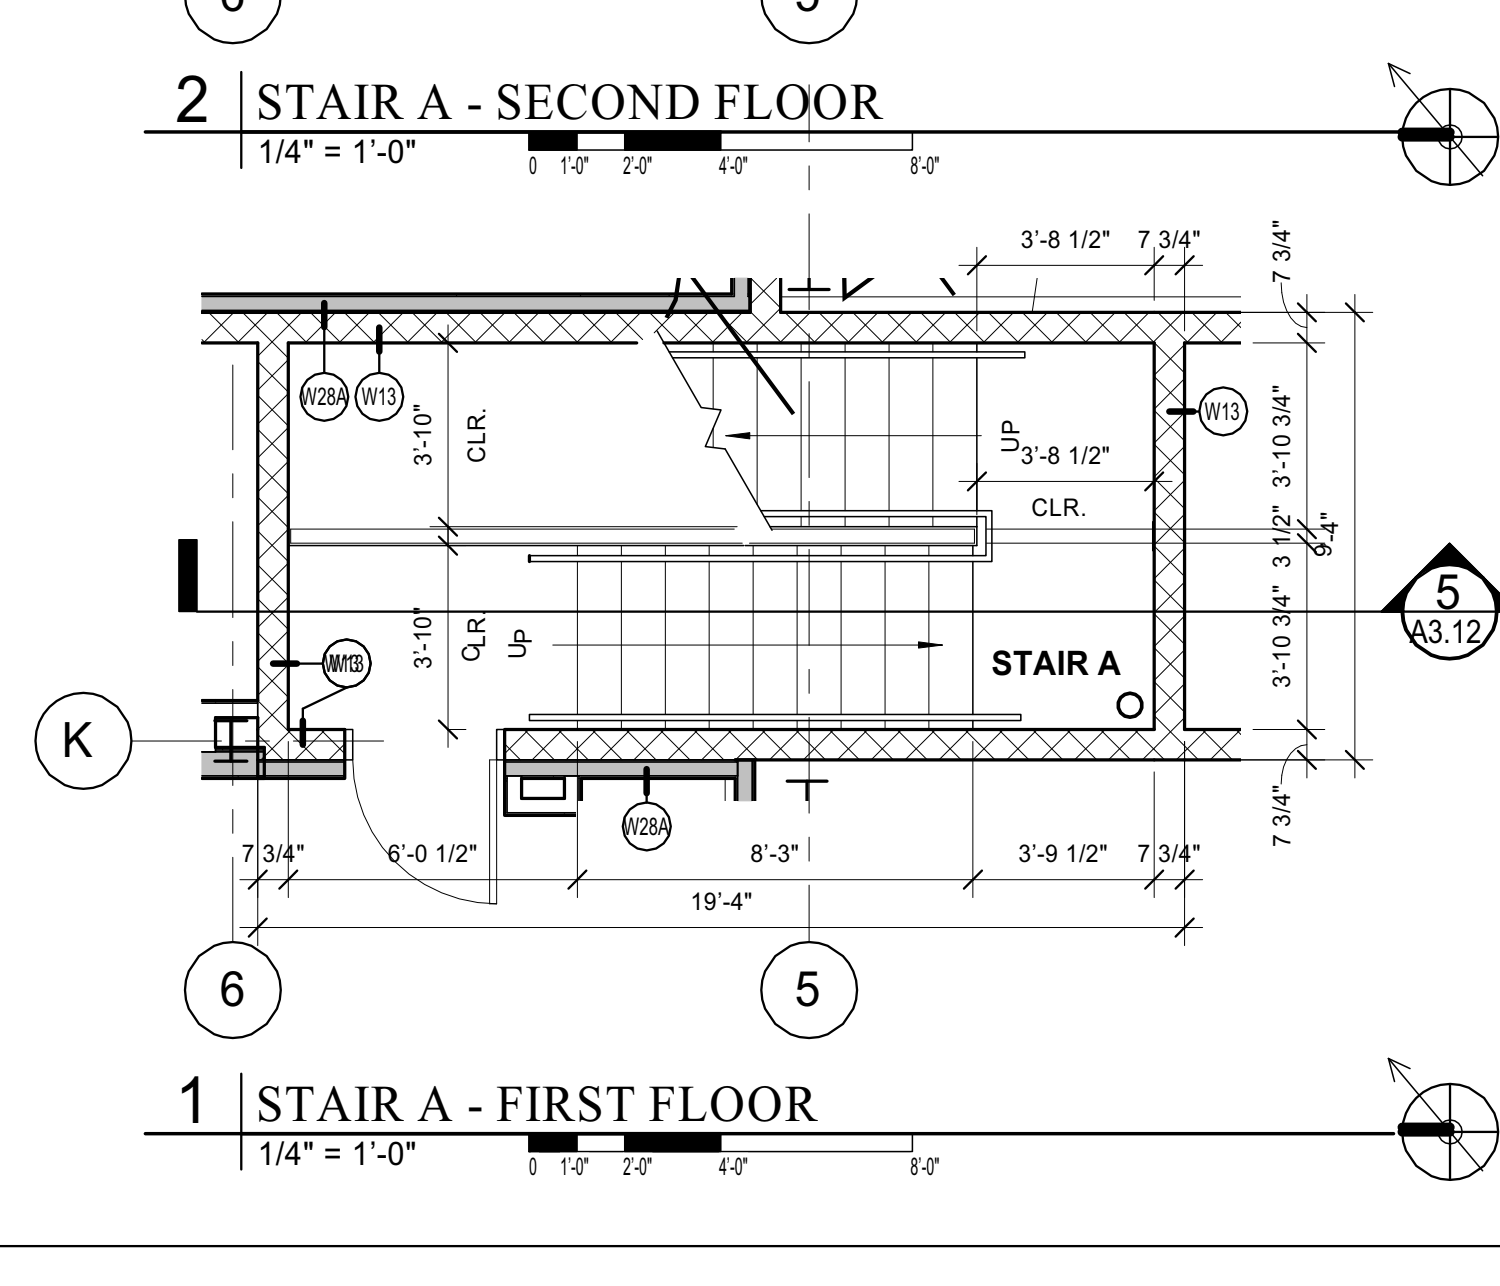 2
STAIR A - SECOND FLOOR
1/4" = 1'-0"
0 1'-0" 2'-0" 4'-0" 8'-0"
3'-8 1/2" 7 3/4"
7 3/4"
W28A W13
3'-10"
CLR.
UP
3'-8 1/2"
CLR.
W13
3'-10 3/4"
3 1/2"
9'-4"
3'-10 3/4"
5
A3.12
3'-10"
CLR.
UP
STAIR A
K
W28A
7 3/4"
7 3/4" 6'-0 1/2" 8'-3" 3'-9 1/2" 7 3/4"
19'-4"
6 5
1
STAIR A - FIRST FLOOR
1/4" = 1'-0"
0 1'-0" 2'-0" 4'-0" 8'-0"